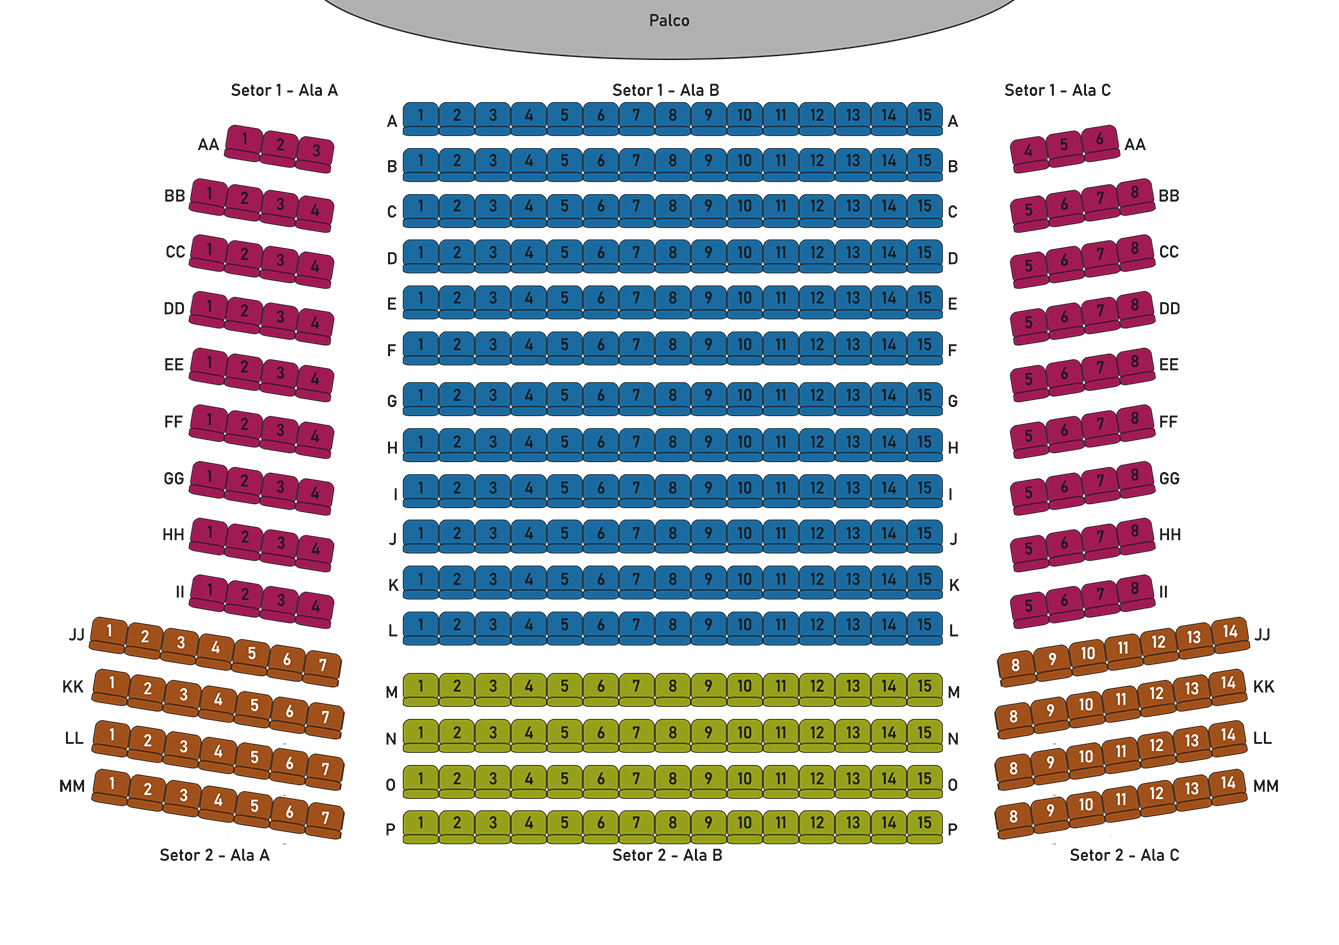 Palco
Setor 1 - Ala A Setor 1 - Ala B Setor 1 - Ala C
A 1 2 3 4 5 6 7 8 9 10 11 12 13 14 15 A
AA 1 2 3 4 5 6 AA
B 1 2 3 4 5 6 7 8 9 10 11 12 13 14 15 B
BB 1 2 3 4 5 6 7 8 BB
C 1 2 3 4 5 6 7 8 9 10 11 12 13 14 15 C
CC 1 2 3 4 5 6 7 8 CC
D 1 2 3 4 5 6 7 8 9 10 11 12 13 14 15 D
DD 1 2 3 4 5 6 7 8 DD
E 1 2 3 4 5 6 7 8 9 10 11 12 13 14 15 E
F 1 2 3 4 5 6 7 8 9 10 11 12 13 14 15 F
EE 1 2 3 4 5 6 7 8 EE
G 1 2 3 4 5 6 7 8 9 10 11 12 13 14 15 G
FF 1 2 3 4 5 6 7 8 FF
H 1 2 3 4 5 6 7 8 9 10 11 12 13 14 15 H
GG 1 2 3 4 5 6 7 8 GG
I 1 2 3 4 5 6 7 8 9 10 11 12 13 14 15 I
HH 1 2 3 4 5 6 7 8 HH
J 1 2 3 4 5 6 7 8 9 10 11 12 13 14 15 J
K 1 2 3 4 5 6 7 8 9 10 11 12 13 14 15 K
II 1 2 3 4 5 6 7 8 II
L 1 2 3 4 5 6 7 8 9 10 11 12 13 14 15 L
JJ 1 2 3 4 5 6 7 8 9 10 11 12 13 14 JJ
M 1 2 3 4 5 6 7 8 9 10 11 12 13 14 15 M
KK 1 2 3 4 5 6 7 8 9 10 11 12 13 14 KK
N 1 2 3 4 5 6 7 8 9 10 11 12 13 14 15 N
LL 1 2 3 4 5 6 7 8 9 10 11 12 13 14 LL
O 1 2 3 4 5 6 7 8 9 10 11 12 13 14 15 O
MM 1 2 3 4 5 6 7 8 9 10 11 12 13 14 MM
P 1 2 3 4 5 6 7 8 9 10 11 12 13 14 15 P
Setor 2 - Ala A Setor 2 - Ala B Setor 2 - Ala C